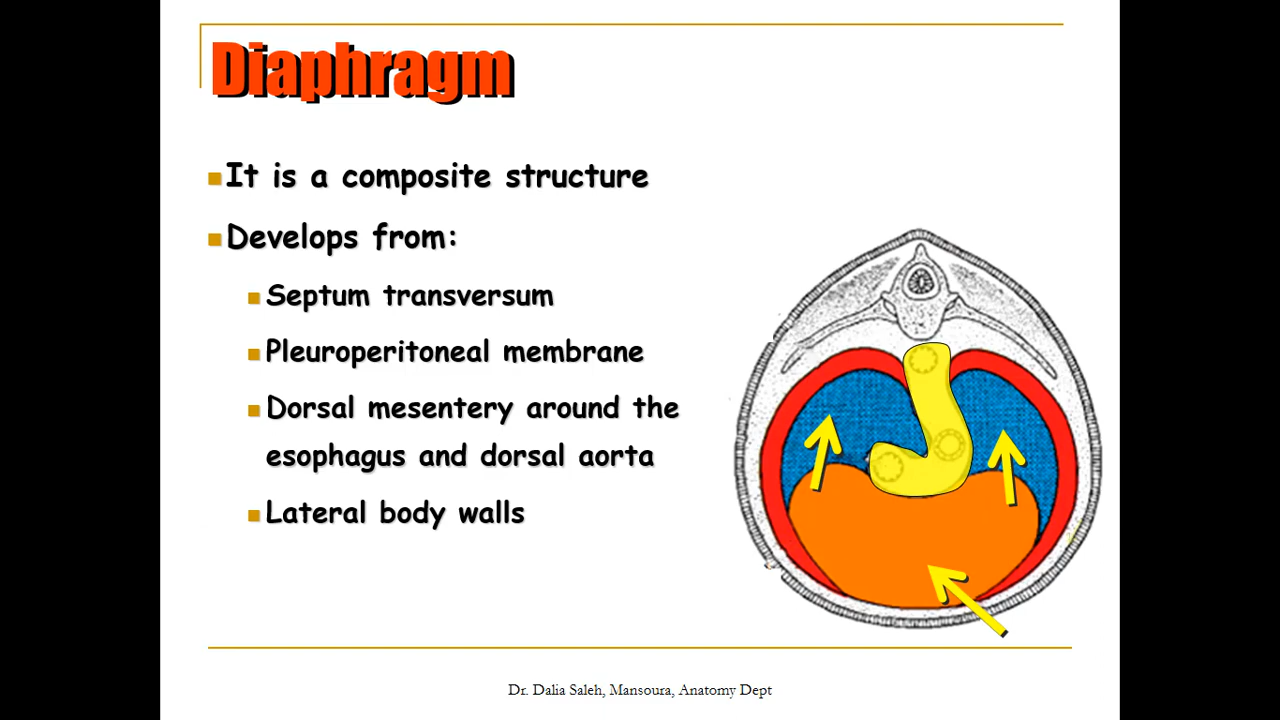 Diaphragm
It is a composite structure
Develops from:
Septum transversum
Pleuroperitoneal membrane
Dorsal mesentery around the
esophagus and dorsal aorta
Lateral body walls
Dr. Dalia Saleh, Mansoura, Anatomy Dept